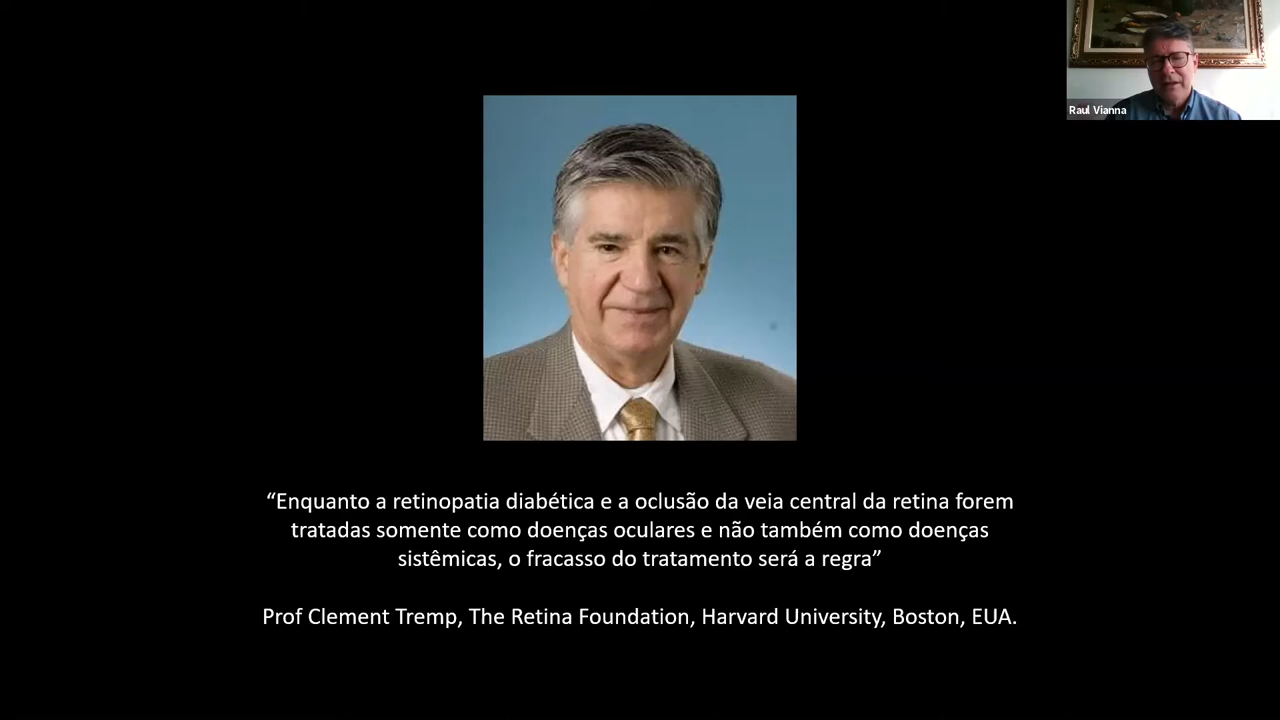 Raul Vianna
“Enquanto a retinopatia diabética e a oclusão da veia central da retina forem
tratadas somente como doenças oculares e não também como doenças
sistêmicas, o fracasso do tratamento será a regra”
Prof Clement Tremp, The Retina Foundation, Harvard University, Boston, EUA.